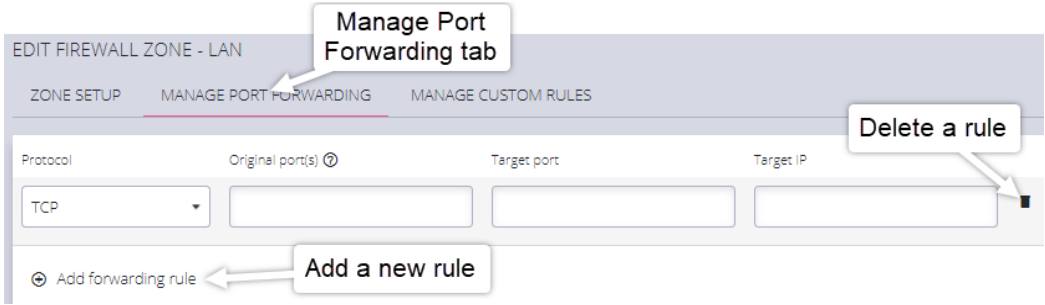 Manage Port
Forwarding tab
EDIT FIREWALL ZONE - LAN
ZONE SETUP MANAGE PORT FORWARDING MANAGE CUSTOM RULES
Delete a rule
Protocol Original port(s) Target port Target IP
TCP
Add forwarding rule
Add a new rule